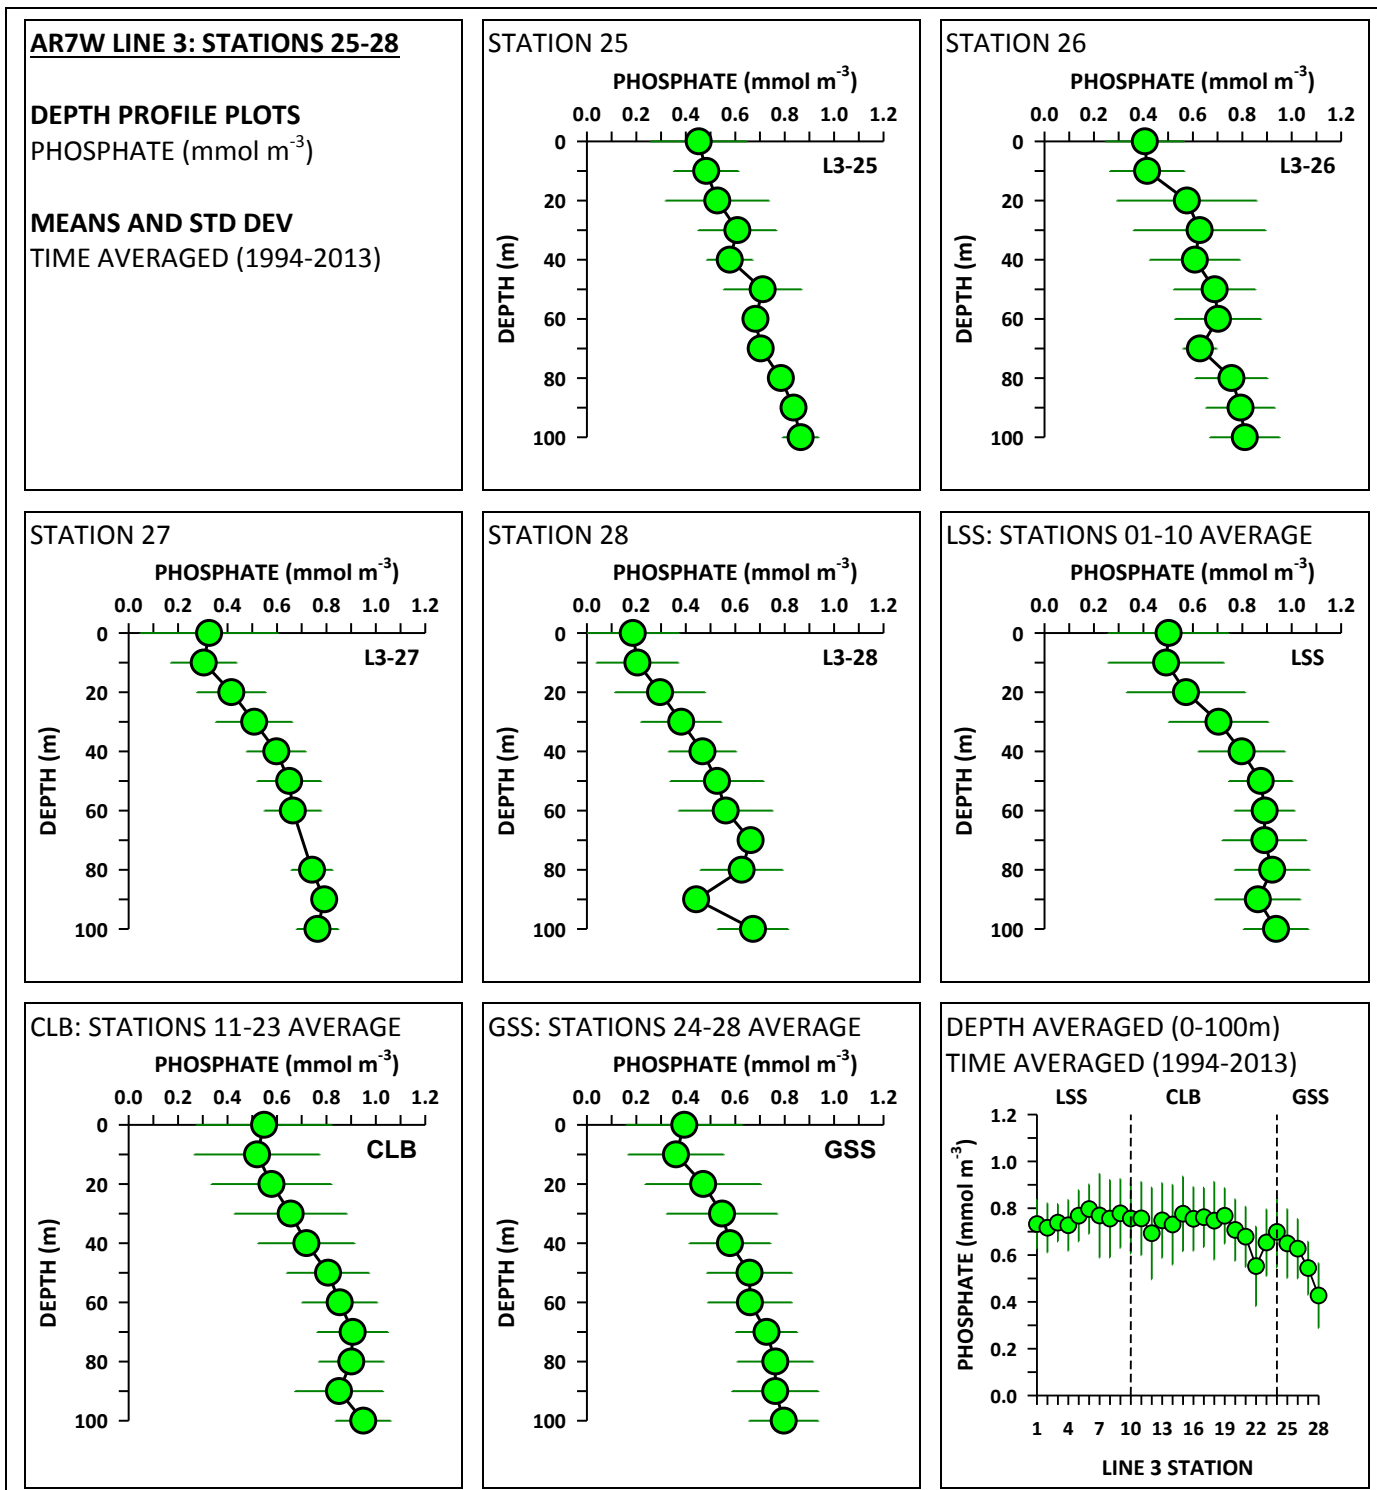 AR7W LINE 3: STATIONS 25-28
DEPTH PROFILE PLOTS
PHOSPHATE (mmol m-3)
MEANS AND STD DEV
TIME AVERAGED (1994-2013)
STATION 25
PHOSPHATE (mmol m-3)
0.0 0.2 0.4 0.6 0.8 1.0 1.2
0
L3-25
20
40
60
80
100
DEPTH (m)
STATION 26
PHOSPHATE (mmol m-3)
0.0 0.2 0.4 0.6 0.8 1.0 1.2
0
L3-26
20
40
60
80
100
DEPTH (m)
STATION 27
PHOSPHATE (mmol m-3)
0.0 0.2 0.4 0.6 0.8 1.0 1.2
0
L3-27
20
40
60
80
100
DEPTH (m)
STATION 28
PHOSPHATE (mmol m-3)
0.0 0.2 0.4 0.6 0.8 1.0 1.2
0
L3-28
20
40
60
80
100
DEPTH (m)
LSS: STATIONS 01-10 AVERAGE
PHOSPHATE (mmol m-3)
0.0 0.2 0.4 0.6 0.8 1.0 1.2
0
LSS
20
40
60
80
100
DEPTH (m)
CLB: STATIONS 11-23 AVERAGE
PHOSPHATE (mmol m-3)
0.0 0.2 0.4 0.6 0.8 1.0 1.2
0
CLB
20
40
60
80
100
DEPTH (m)
GSS: STATIONS 24-28 AVERAGE
PHOSPHATE (mmol m-3)
0.0 0.2 0.4 0.6 0.8 1.0 1.2
0
GSS
20
40
60
80
100
DEPTH (m)
DEPTH AVERAGED (0-100m)
TIME AVERAGED (1994-2013)
LSS CLB GSS
1.2
1.0
0.8
0.6
0.4
0.2
0.0
PHOSPHATE (mmol m-3)
1 4 7 10 13 16 19 22 25 28
LINE 3 STATION